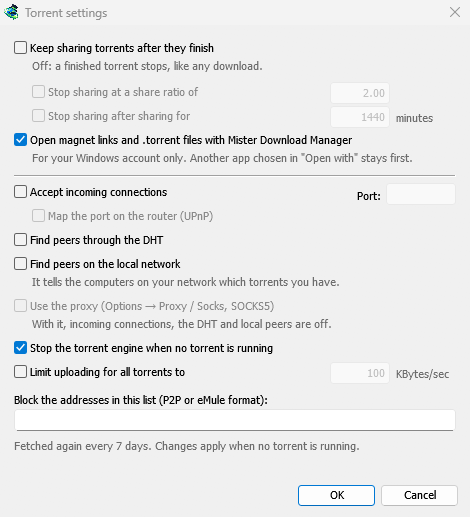 Torrent settings
Keep sharing torrents after they finish
Off: a finished torrent stops, like any download.
Stop sharing at a share ratio of 2.00
Stop sharing after sharing for 1440 minutes
Open magnet links and .torrent files with Mister Download Manager
For your Windows account only. Another app chosen in "Open with" stays first.
Accept incoming connections Port:
Map the port on the router (UPnP)
Find peers through the DHT
Find peers on the local network
It tells the computers on your network which torrents you have.
Use the proxy (Options → Proxy / Socks, SOCKS5)
With it, incoming connections, the DHT and local peers are off.
Stop the torrent engine when no torrent is running
Limit uploading for all torrents to 100 KBytes/sec
Block the addresses in this list (P2P or eMule format):
Fetched again every 7 days. Changes apply when no torrent is running.
OK Cancel